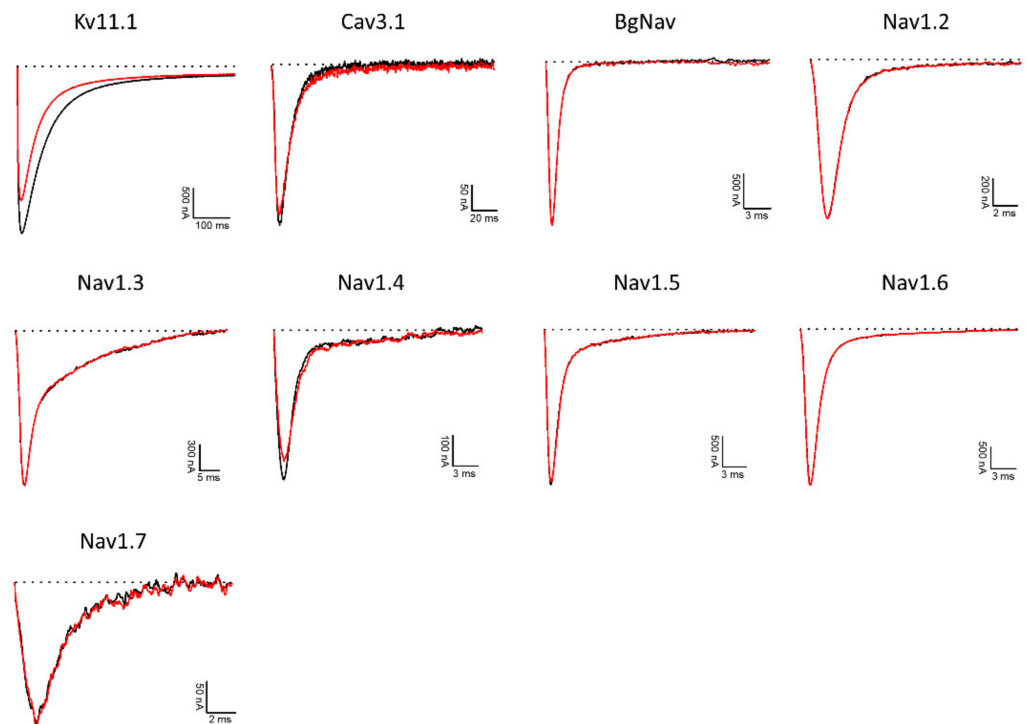 Kv11.1
Cav3.1
BgNav
Nav1.2
500 nA
100 ms
50 nA
20 ms
500 nA
3 ms
200 nA
2 ms
Nav1.3
Nav1.4
Nav1.5
Nav1.6
300 nA
5 ms
100 nA
3 ms
500 nA
3 ms
500 nA
3 ms
Nav1.7
50 nA
2 ms